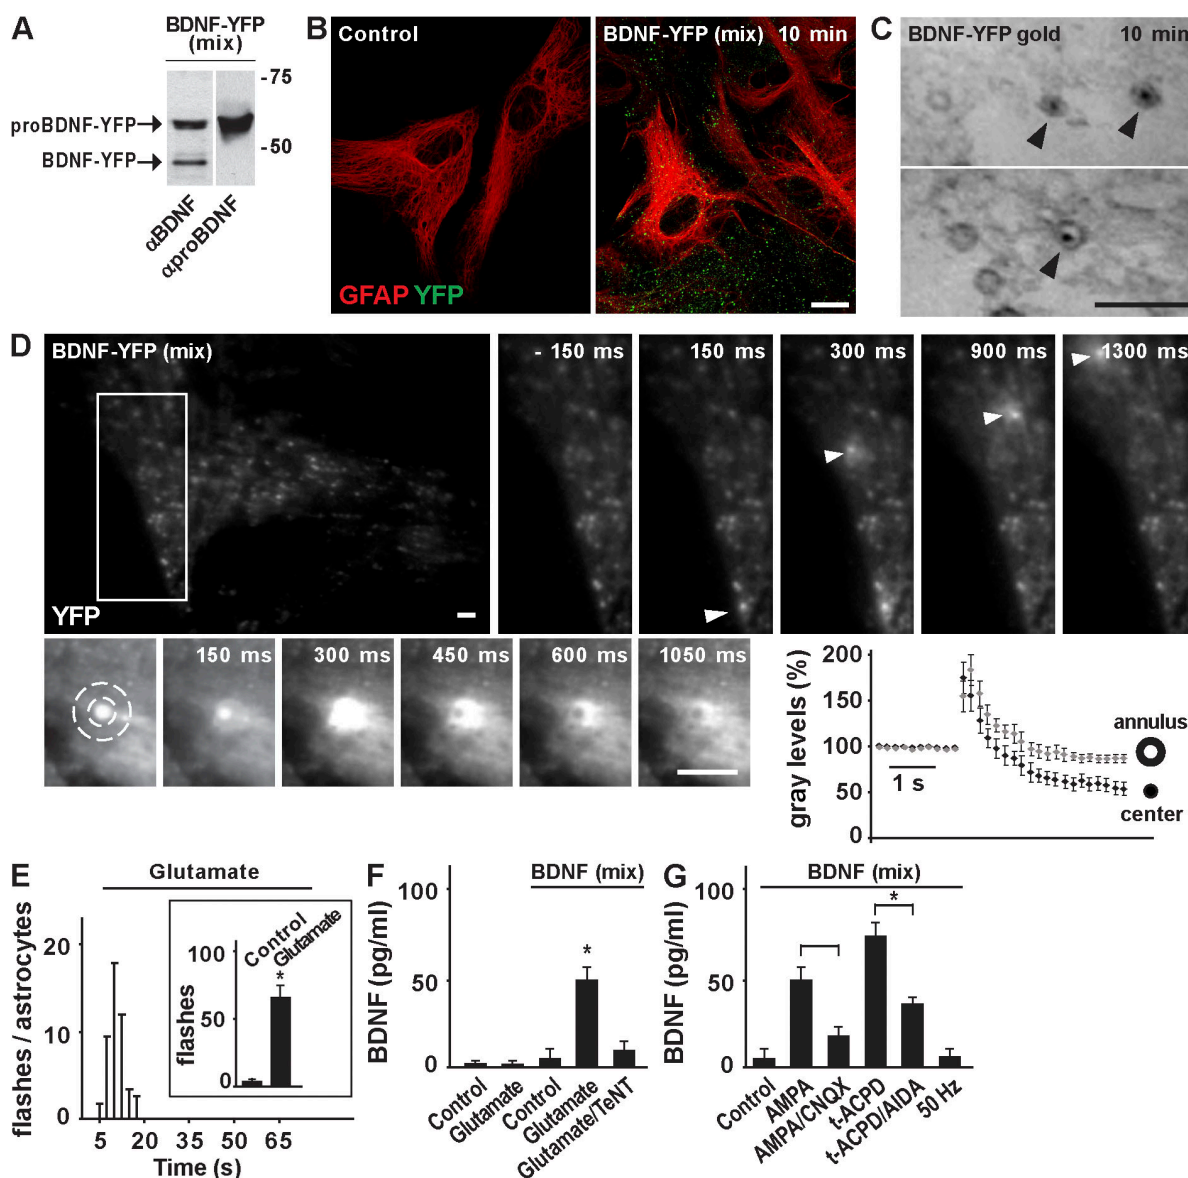 A
BDNF-YFP
(mix)
-75
proBDNF-YFP
-50
BDNF-YFP
αBDNF
αproBDNF
B
Control
BDNF-YFP (mix) 10 min
GFAP YFP
C
BDNF-YFP gold 10 min
D
BDNF-YFP (mix)
YFP
- 150 ms
150 ms
300 ms
900 ms
1300 ms
150 ms
300 ms
450 ms
600 ms
1050 ms
gray levels (%)
200
150
100
50
0
1 s
annulus
center
E
Glutamate
flashes / astrocytes
20
10
0
5 20 35 50 65
Time (s)
flashes
100
50
0
Control
Glutamate
*
F
BDNF (mix)
BDNF (pg/ml)
100
50
0
*
Control
Glutamate
Control
Glutamate
Glutamate/TeNT
G
BDNF (mix)
BDNF (pg/ml)
100
50
0
*
Control
AMPA
AMPA/CNQX
t-ACPD
t-ACPD/AIDA
50 Hz